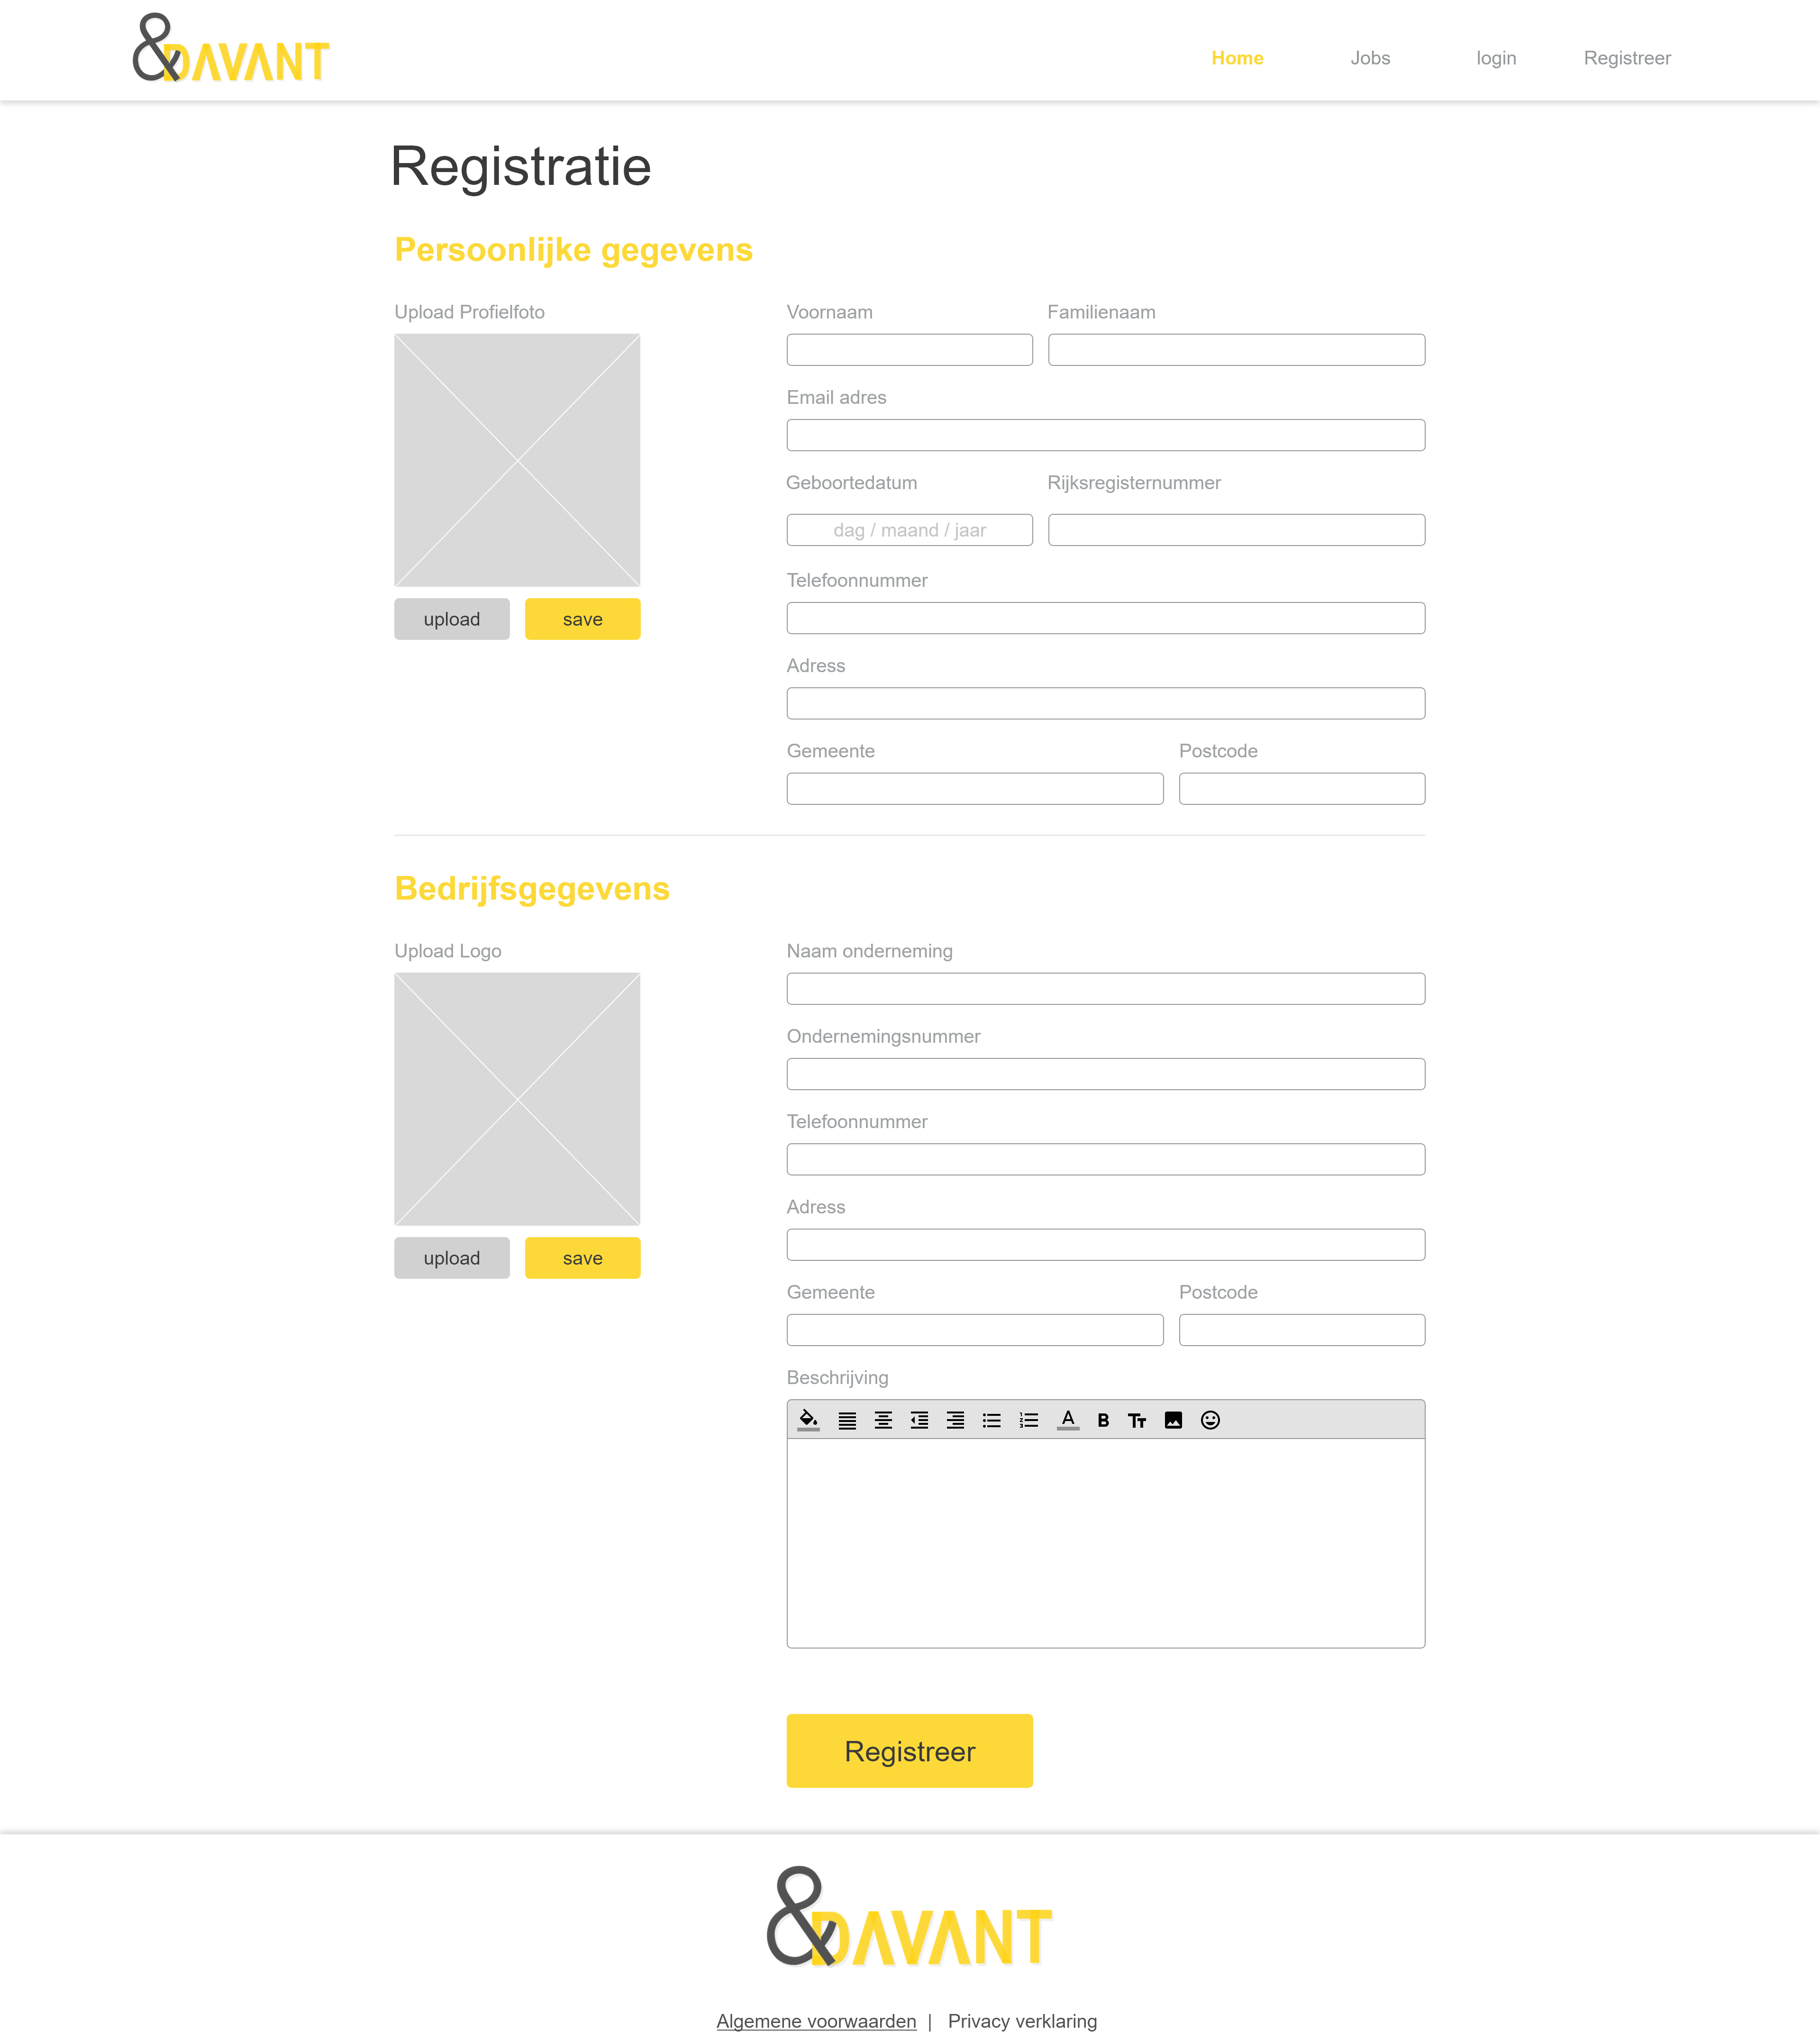 &DAVANT
Home Jobs login Registreer
Registratie
Persoonlijke gegevens
Upload Profielfoto
upload save
Voornaam Familienaam
Email adres
Geboortedatum Rijksregisternummer
dag / maand / jaar
Telefoonnummer
Adress
Gemeente Postcode
Bedrijfsgegevens
Upload Logo
upload save
Naam onderneming
Ondernemingsnummer
Telefoonnummer
Adress
Gemeente Postcode
Beschrijving
Registreer
&DAVANT
Algemene voorwaarden | Privacy verklaring